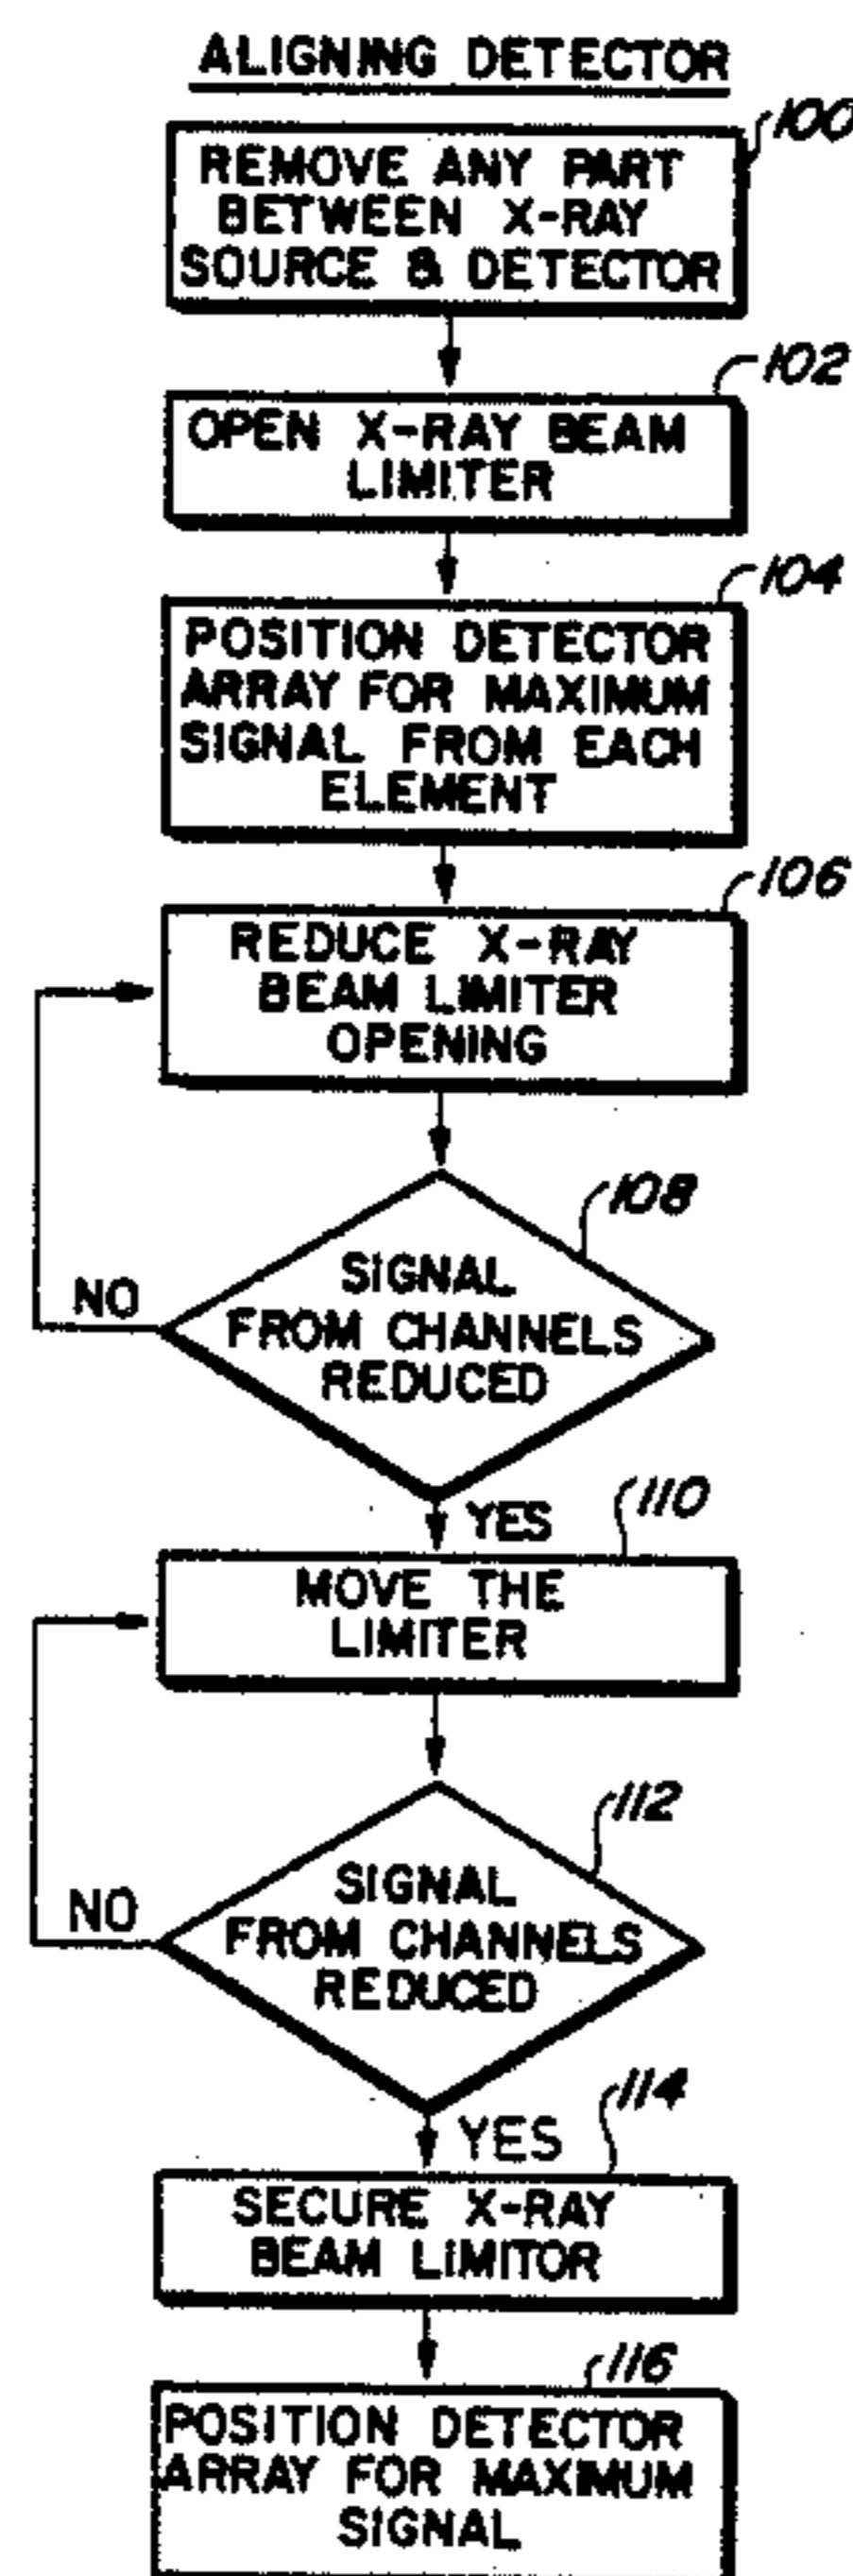 ALIGNING DETECTOR
100
REMOVE ANY PART
BETWEEN X-RAY
SOURCE & DETECTOR
102
OPEN X-RAY BEAM
LIMITER
104
POSITION DETECTOR
ARRAY FOR MAXIMUM
SIGNAL FROM EACH
ELEMENT
106
REDUCE X-RAY
BEAM LIMITER
OPENING
108
SIGNAL
FROM CHANNELS
REDUCED
NO
YES
110
MOVE THE
LIMITER
112
SIGNAL
FROM CHANNELS
REDUCED
NO
YES
114
SECURE X-RAY
BEAM LIMITOR
116
POSITION DETECTOR
ARRAY FOR MAXIMUM
SIGNAL